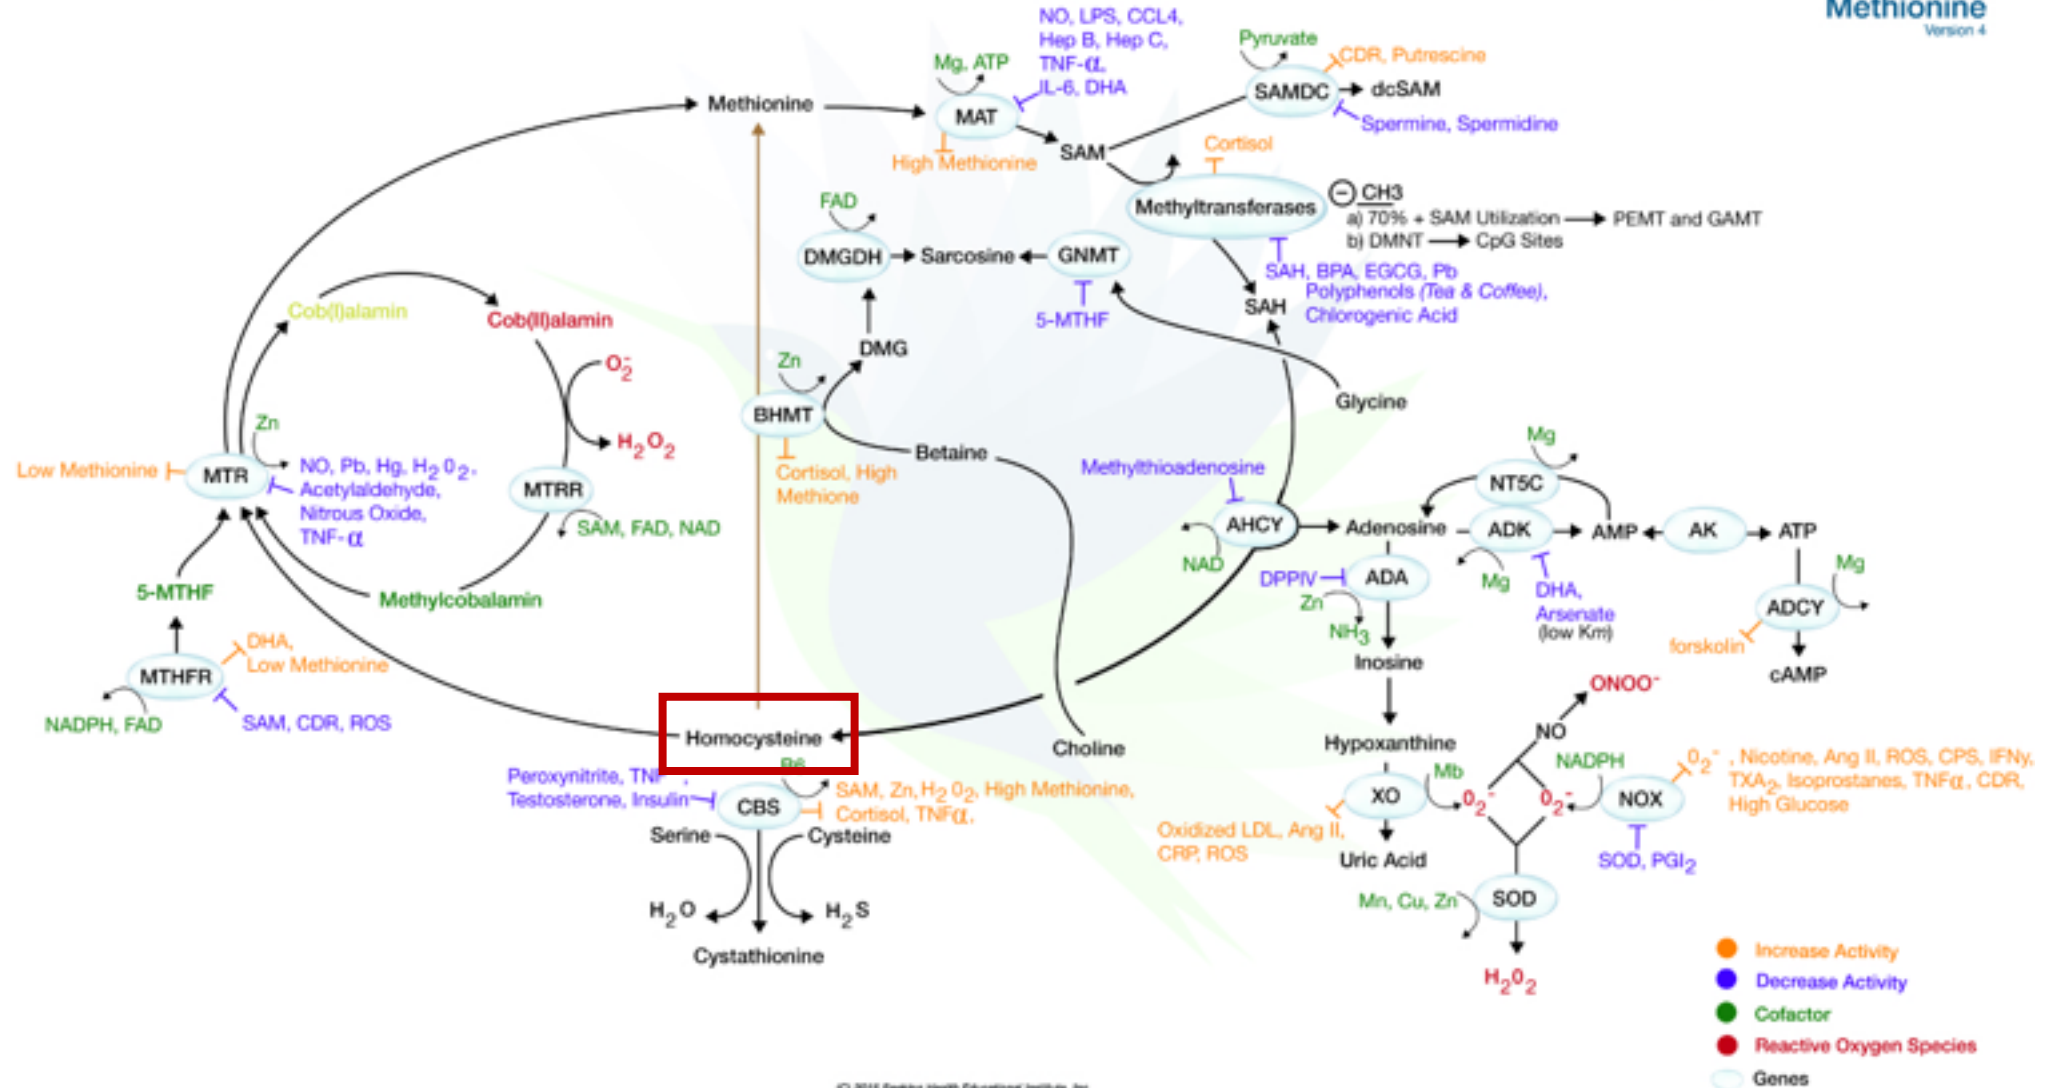 Methionine
Version 4
NO, LPS, CCL4,
Hep B, Hep C,
TNF-α,
IL-6, DHA
Mg, ATP
Pyruvate
CDR, Putrescine
SAMDC
dcSAM
Spermine, Spermidine
Methionine
MAT
High Methionine
SAM
Cortisol
Methyltransferases
⊖ CH3
a) 70% + SAM Utilization → PEMT and GAMT
b) DMNT → CpG Sites
SAH, BPA, EGCG, Pb
Polyphenols (Tea & Coffee),
Chlorogenic Acid
SAH
FAD
DMGDH
Sarcosine
GNMT
5-MTHF
DMG
Glycine
Cob(I)alamin
Cob(II)alamin
O2-
H2O2
Zn
BHMT
Cortisol, High
Methione
Betaine
Choline
Zn
Low Methionine
MTR
NO, Pb, Hg, H2O2,
Acetylaldehyde,
Nitrous Oxide,
TNF-α
MTRR
SAM, FAD, NAD
Methylcobalamin
5-MTHF
MTHFR
DHA,
Low Methionine
NADPH, FAD
SAM, CDR, ROS
Methylthioadenosine
AHCY
NAD
Adenosine
Mg
NT5C
ADK
Mg
AMP
AK
ATP
DHA,
Arsenate
(low Km)
Mg
ADCY
forskolin
cAMP
DPPIV
ADA
Zn
NH3
Inosine
Hypoxanthine
XO
Mb
Oxidized LDL, Ang II,
CRP, ROS
Uric Acid
ONOO-
NO
O2-
O2-
NADPH
NOX
O2-, Nicotine, Ang II, ROS, CPS, IFNy,
TXA2, Isoprostanes, TNFα, CDR,
High Glucose
SOD, PGI2
Mn, Cu, Zn
SOD
H2O2
Homocysteine
B6
Peroxynitrite, TNF
Testosterone, Insulin
CBS
SAM, Zn, H2O2, High Methionine,
Cortisol, TNFα,
Serine
Cysteine
H2O
H2S
Cystathionine
Increase Activity
Decrease Activity
Cofactor
Reactive Oxygen Species
Genes